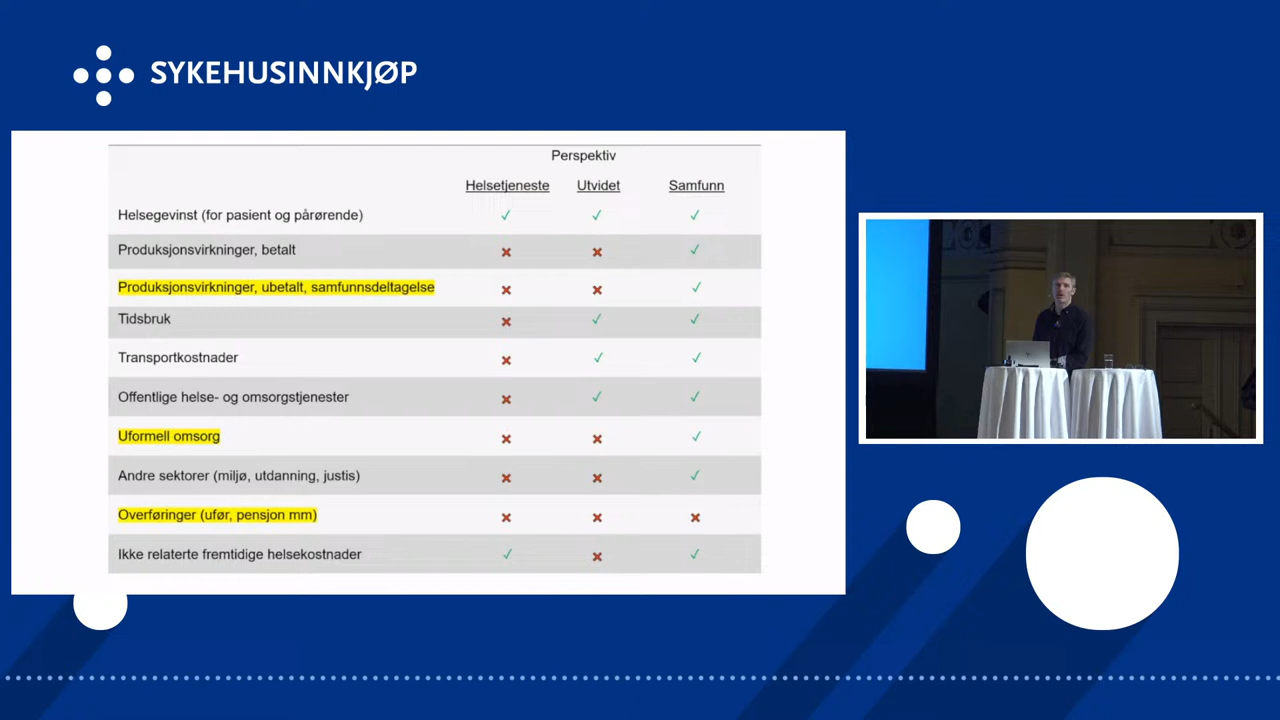 SYKEHUSINNKJØP
Perspektiv
Helsetjeneste Utvidet Samfunn
Helsegevinst (for pasient og pårørende) ✓ ✓ ✓
Produksjonsvirkninger, betalt × × ✓
Produksjonsvirkninger, ubetalt, samfunnsdeltagelse × × ✓
Tidsbruk × ✓ ✓
Transportkostnader × ✓ ✓
Offentlige helse- og omsorgstjenester × ✓ ✓
Uformell omsorg × × ✓
Andre sektorer (miljø, utdanning, justis) × × ✓
Overføringer (ufør, pensjon mm) × × ×
Ikke relaterte fremtidige helsekostnader ✓ × ✓